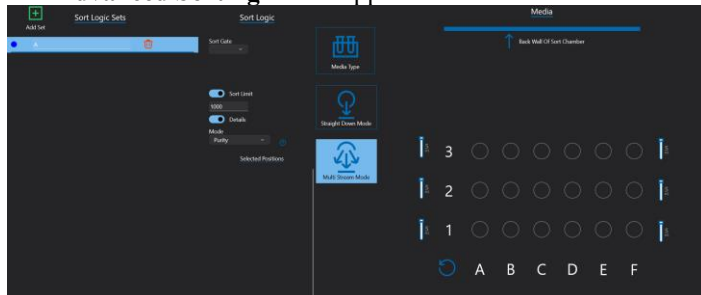 Sort Logic Sets
Add Set
A
Sort Logic
Sort Gate
Sort Limit
1000
Details
Mode
Purity
Selected Positions
Media Type
Straight Down Mode
Multi Stream Mode
Media
Back Wall Of Sort Chamber
3
2
1
A B C D E F